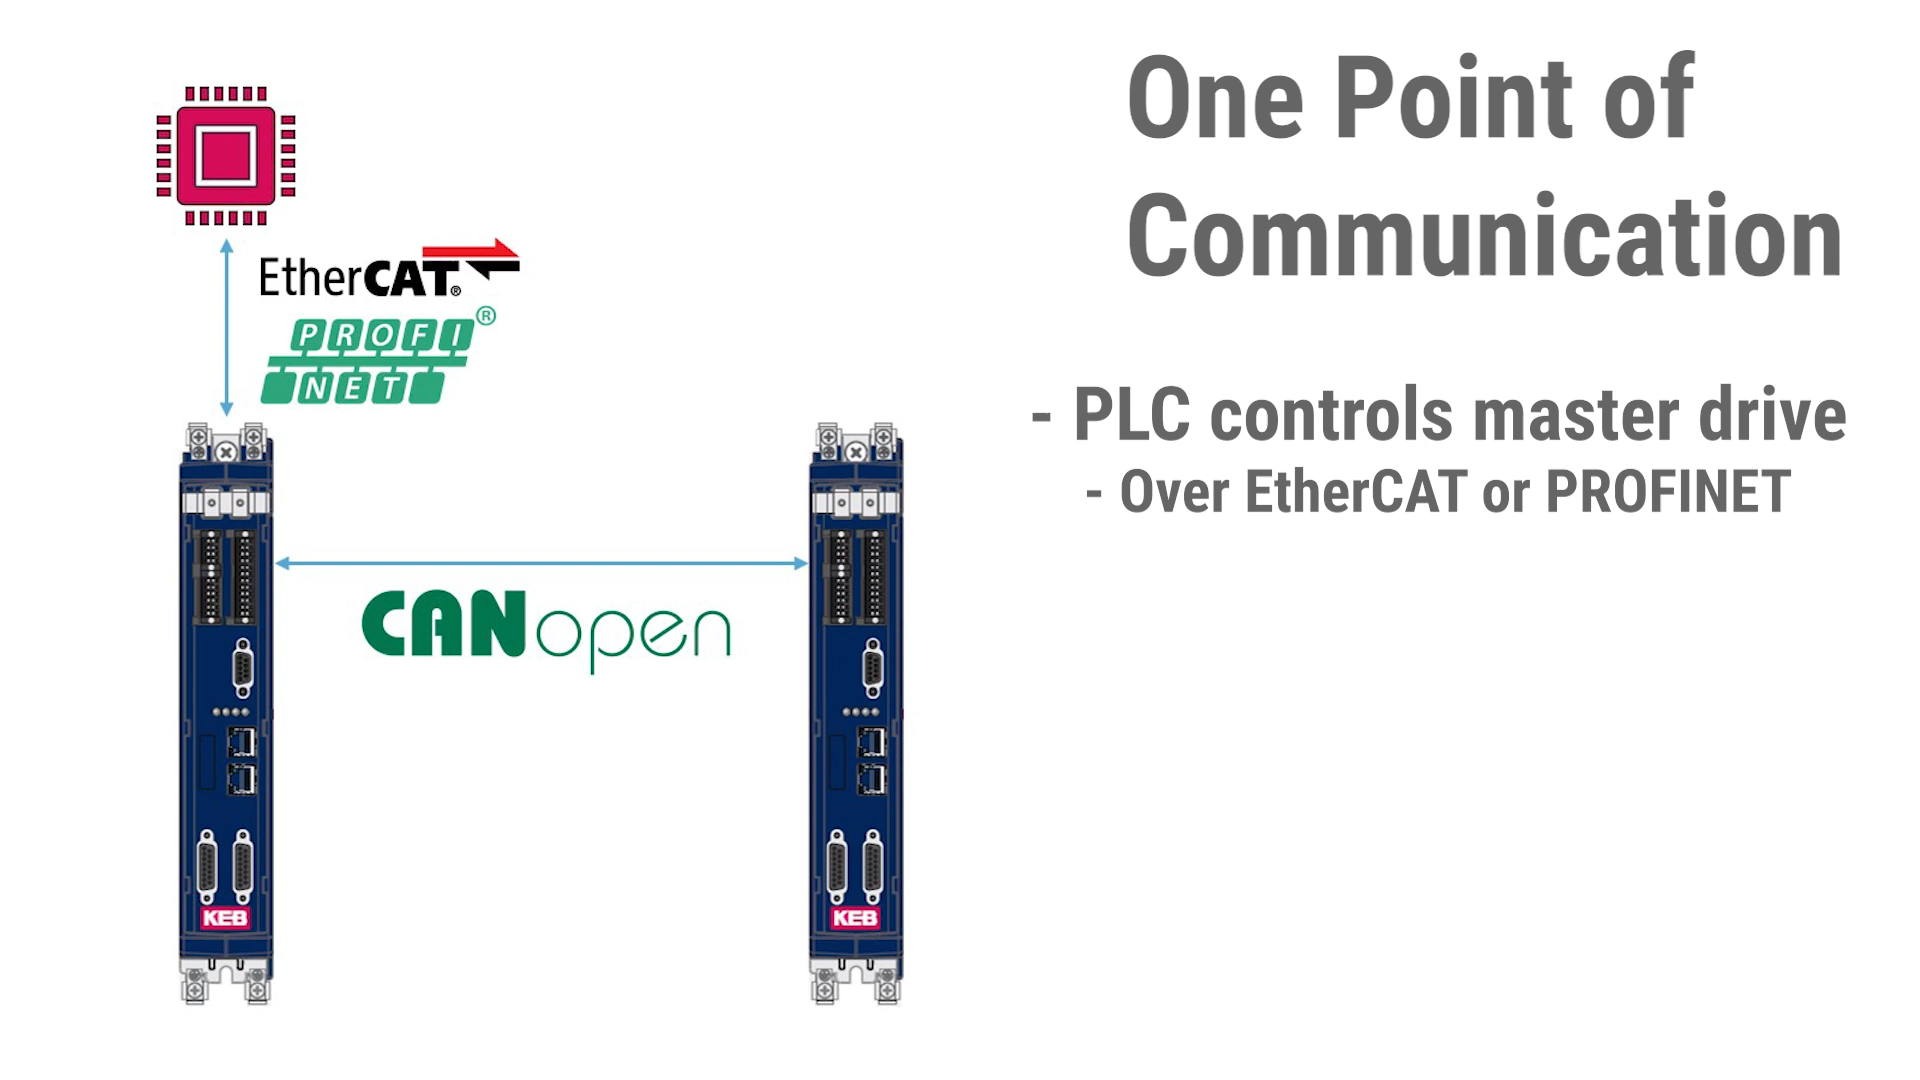 One Point of
Communication
EtherCAT®
PROFI®
NET
- PLC controls master drive
- Over EtherCAT or PROFINET
CANopen
KEB
KEB